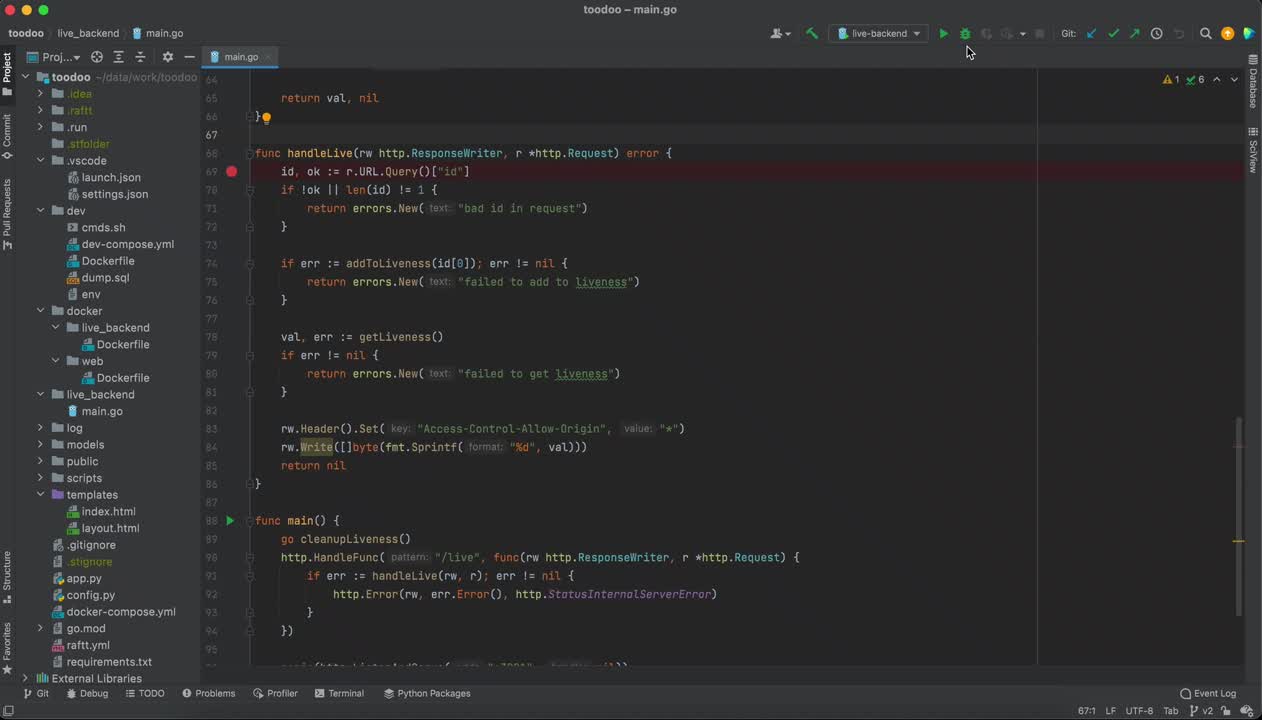 toodoo – main.go
toodoo live_backend main.go live-backend Git:
Project
Commit
Pull Requests
Structure
Favorites
Proj...
toodoo ~/data/work/toodoo
.idea
.raftt
.run
.stfolder
.vscode
launch.json
settings.json
dev
cmds.sh
dev-compose.yml
Dockerfile
dump.sql
env
docker
live_backend
Dockerfile
web
Dockerfile
live_backend
main.go
log
models
public
scripts
templates
index.html
layout.html
.gitignore
.stignore
app.py
config.py
docker-compose.yml
go.mod
raftt.yml
requirements.txt
External Libraries
main.go
1 6
64
65 return val, nil
66 }
67
68 func handleLive(rw http.ResponseWriter, r *http.Request) error {
69 id, ok := r.URL.Query()["id"]
70 if !ok || len(id) != 1 {
71 return errors.New( text: "bad id in request")
72 }
73
74 if err := addToLiveness(id[0]); err != nil {
75 return errors.New( text: "failed to add to liveness")
76 }
77
78 val, err := getLiveness()
79 if err != nil {
80 return errors.New( text: "failed to get liveness")
81 }
82
83 rw.Header().Set( key: "Access-Control-Allow-Origin", value: "*")
84 rw.Write([]byte(fmt.Sprintf( format: "%d", val)))
85 return nil
86 }
87
88 func main() {
89 go cleanupLiveness()
90 http.HandleFunc( pattern: "/live", func(rw http.ResponseWriter, r *http.Request) {
91 if err := handleLive(rw, r); err != nil {
92 http.Error(rw, err.Error(), http.StatusInternalServerError)
93 }
94 })
95
Database
SciView
Git Debug TODO Problems Profiler Terminal Python Packages Event Log
67:1 LF UTF-8 Tab v2